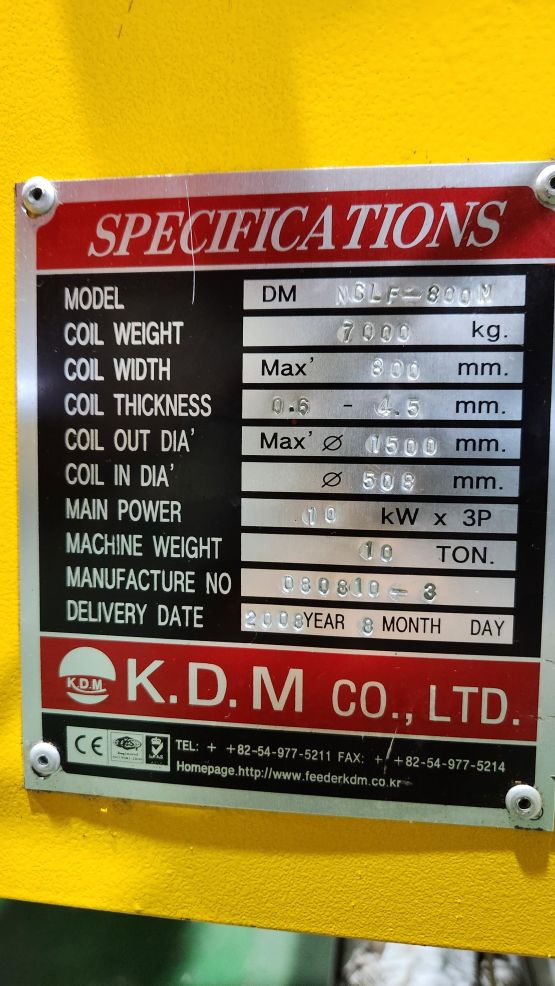 SPECIFICATIONS
MODEL DM NGLF-800N
COIL WEIGHT 7000 kg.
COIL WIDTH Max' 800 mm.
COIL THICKNESS 0.6 - 4.5 mm.
COIL OUT DIA' Max' Ø 1500 mm.
COIL IN DIA' Ø 508 mm.
MAIN POWER 10 kW x 3P
MACHINE WEIGHT 10 TON.
MANUFACTURE NO 080810-3
DELIVERY DATE 2008 YEAR 8 MONTH DAY
K.D.M. K.D.M CO., LTD.
CE TEL: + +82-54-977-5211 FAX: + +82-54-977-5214
Homepage.http://www.feederkdm.co.kr